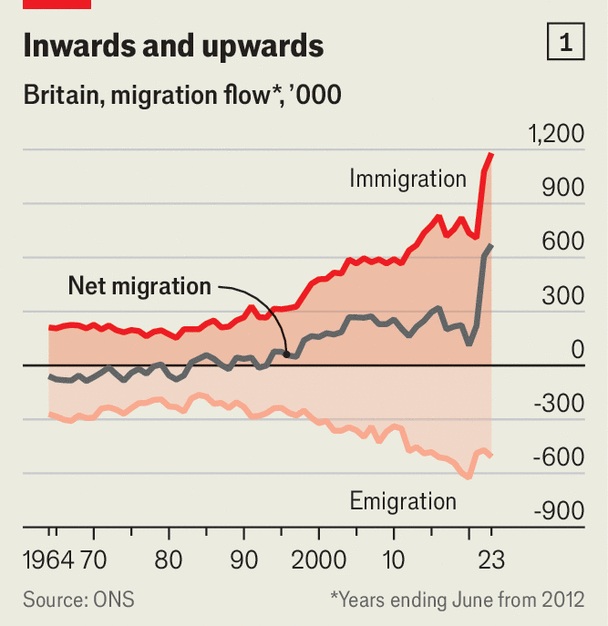 Inwards and upwards
1
Britain, migration flow*, ’000
1,200
Immigration
900
600
Net migration
300
0
-300
-600
Emigration
-900
1964 70 80 90 2000 10 23
Source: ONS
*Years ending June from 2012